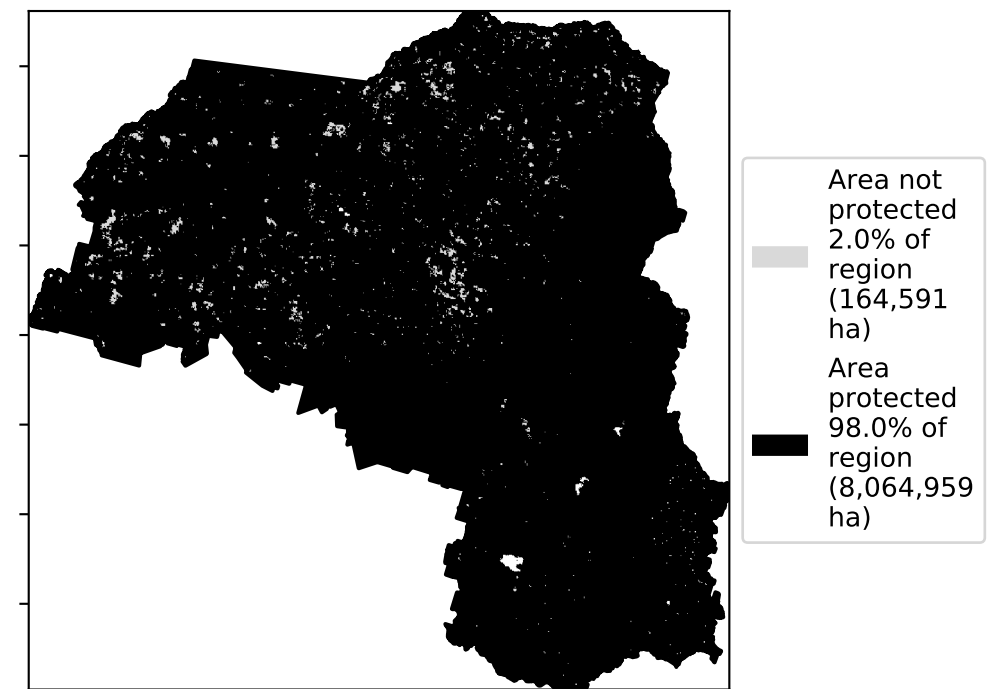 Area not
protected
2.0% of
region
(164,591
ha)
Area
protected
98.0% of
region
(8,064,959
ha)